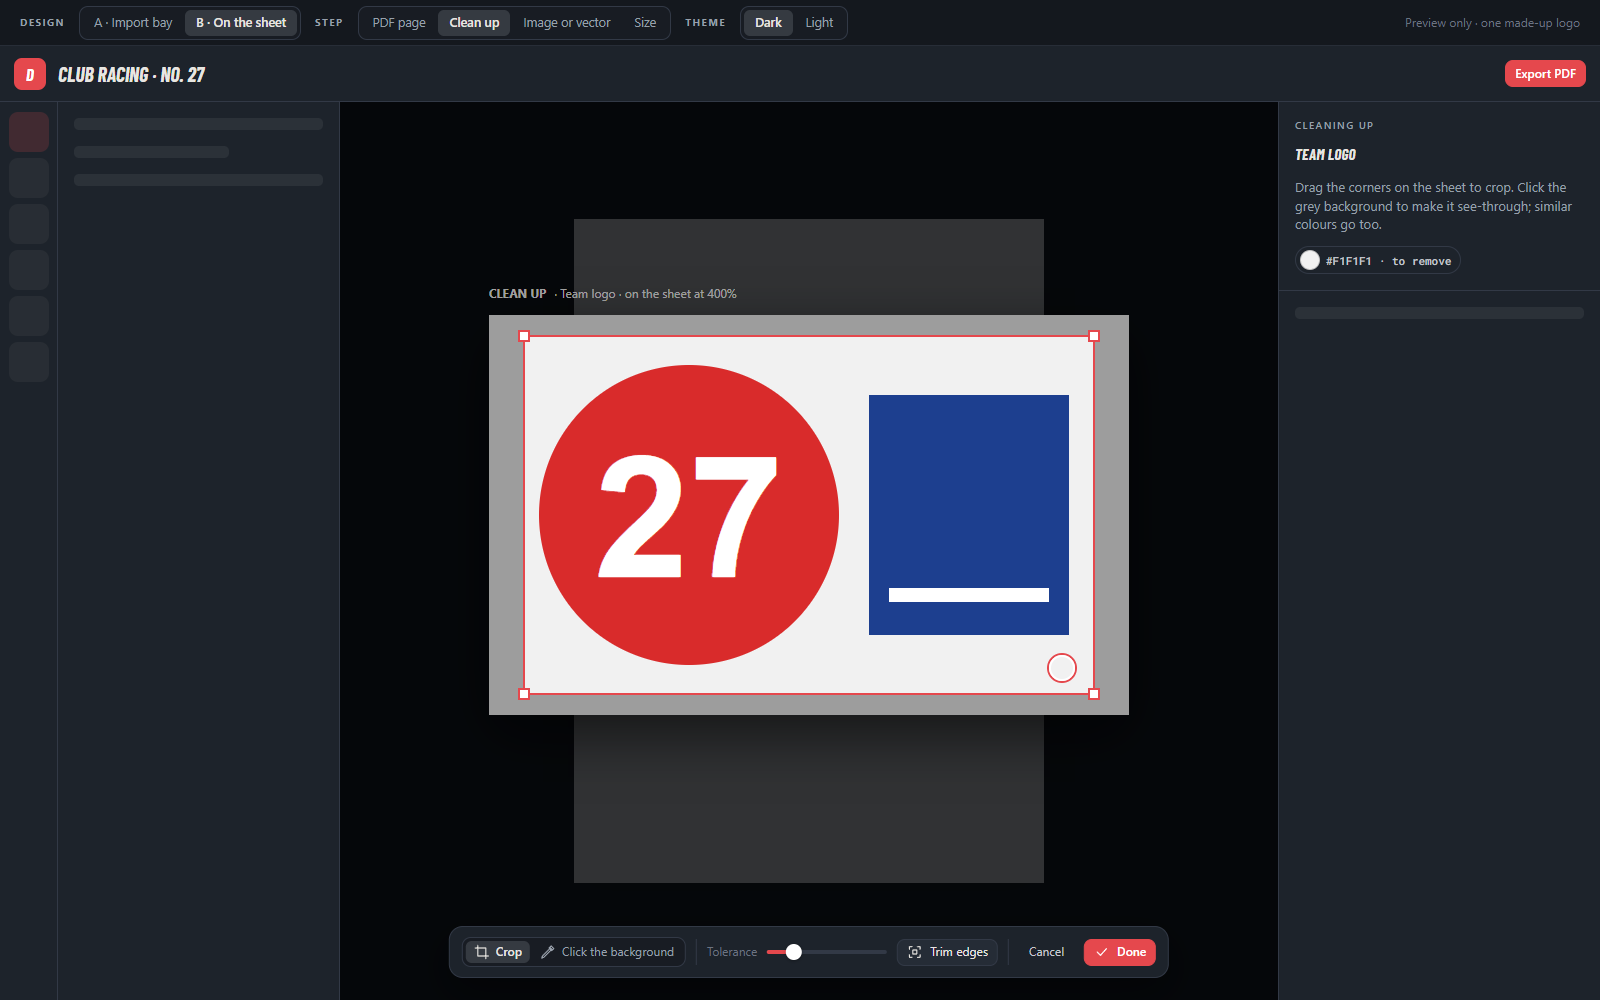 DESIGN A · Import bay B · On the sheet STEP PDF page Clean up Image or vector Size THEME Dark Light Preview only · one made-up logo
D CLUB RACING · NO. 27 Export PDF
CLEANING UP
TEAM LOGO
Drag the corners on the sheet to crop. Click the
grey background to make it see-through; similar
colours go too.
#F1F1F1 · to remove
CLEAN UP · Team logo · on the sheet at 400%
27
Crop Click the background Tolerance Trim edges Cancel Done